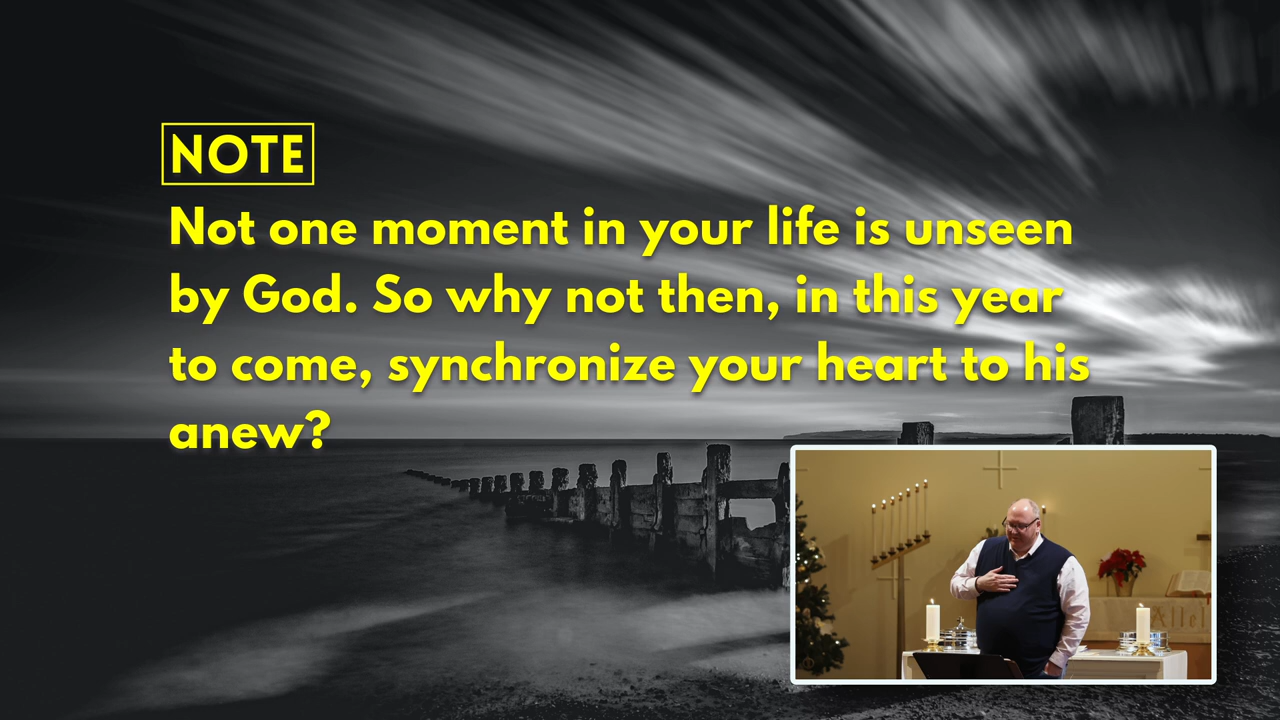 NOTE
Not one moment in your life is unseen
by God. So why not then, in this year
to come, synchronize your heart to his
anew?
Allel